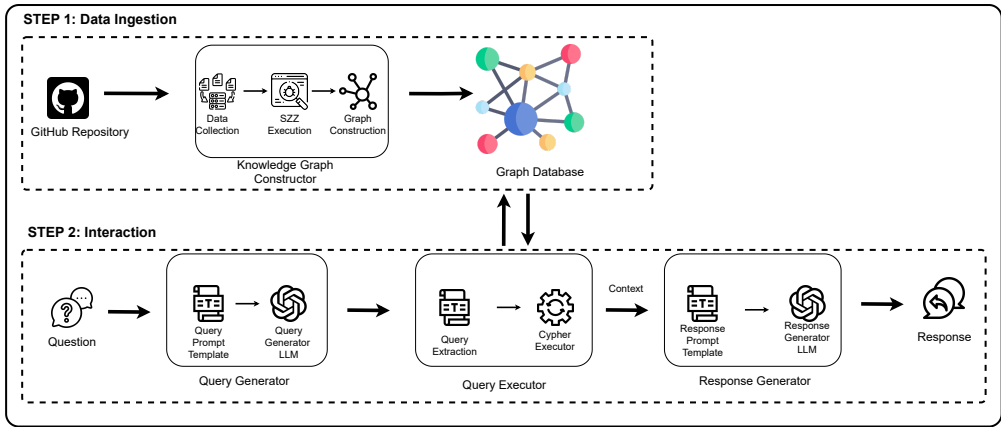 STEP 1: Data Ingestion
GitHub Repository
Data
Collection
SZZ
Execution
Graph
Construction
Knowledge Graph
Constructor
Graph Database
STEP 2: Interaction
Question
Query
Prompt
Template
Query
Generator
LLM
Query Generator
Query
Extraction
Cypher
Executor
Query Executor
Context
Response
Prompt
Template
Response
Generator
LLM
Response Generator
Response